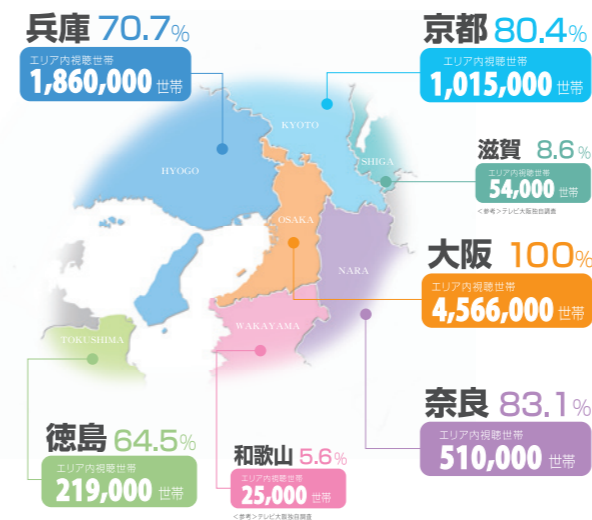 兵庫 70.7%
エリア内視聴世帯
1,860,000 世帯
京都 80.4%
エリア内視聴世帯
1,015,000 世帯
KYOTO
HYOGO
SHIGA
滋賀 8.6%
エリア内視聴世帯
54,000 世帯
＜参考＞テレビ大阪独自調査
OSAKA
大阪 100%
エリア内視聴世帯
4,566,000 世帯
NARA
WAKAYAMA
TOKUSHIMA
奈良 83.1%
エリア内視聴世帯
510,000 世帯
徳島 64.5%
エリア内視聴世帯
219,000 世帯
和歌山 5.6%
エリア内視聴世帯
25,000 世帯
＜参考＞テレビ大阪独自調査